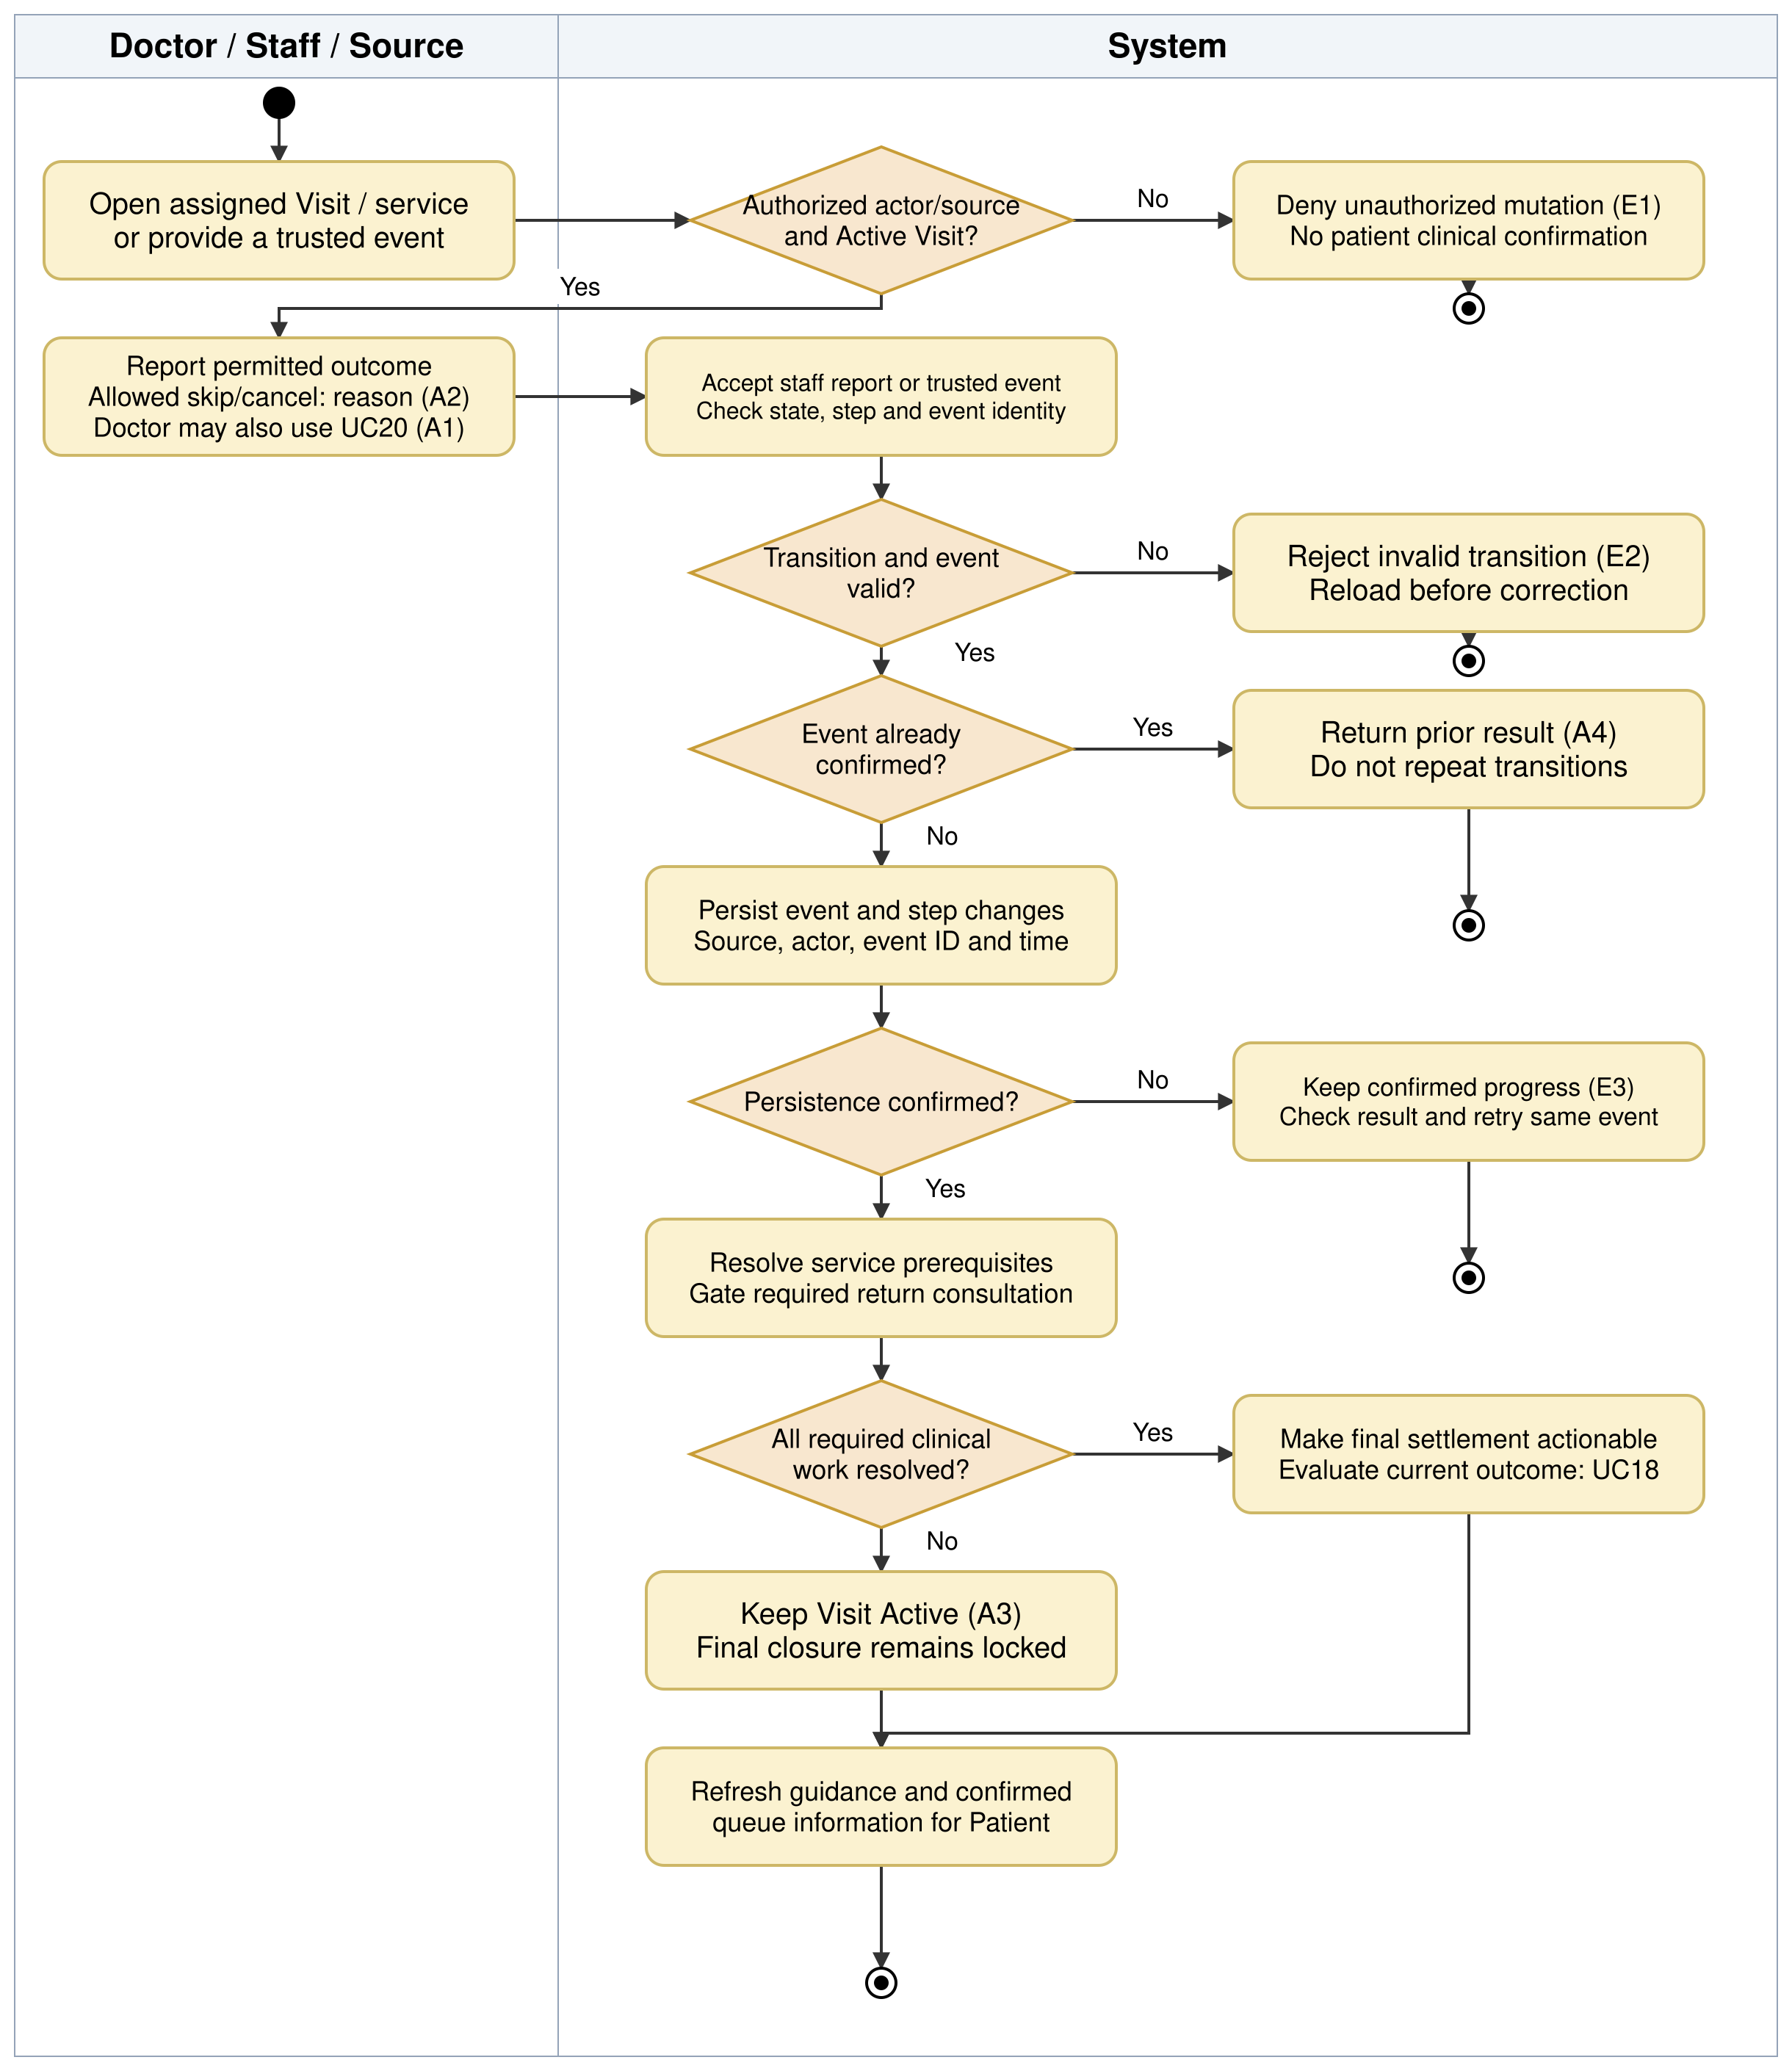 Doctor / Staff / Source
System
Open assigned Visit / service
or provide a trusted event
Authorized actor/source
and Active Visit?
No
Deny unauthorized mutation (E1)
No patient clinical confirmation
Yes
Report permitted outcome
Allowed skip/cancel: reason (A2)
Doctor may also use UC20 (A1)
Accept staff report or trusted event
Check state, step and event identity
Transition and event
valid?
No
Reject invalid transition (E2)
Reload before correction
Yes
Event already
confirmed?
Yes
Return prior result (A4)
Do not repeat transitions
No
Persist event and step changes
Source, actor, event ID and time
Persistence confirmed?
No
Keep confirmed progress (E3)
Check result and retry same event
Yes
Resolve service prerequisites
Gate required return consultation
All required clinical
work resolved?
Yes
Make final settlement actionable
Evaluate current outcome: UC18
No
Keep Visit Active (A3)
Final closure remains locked
Refresh guidance and confirmed
queue information for Patient